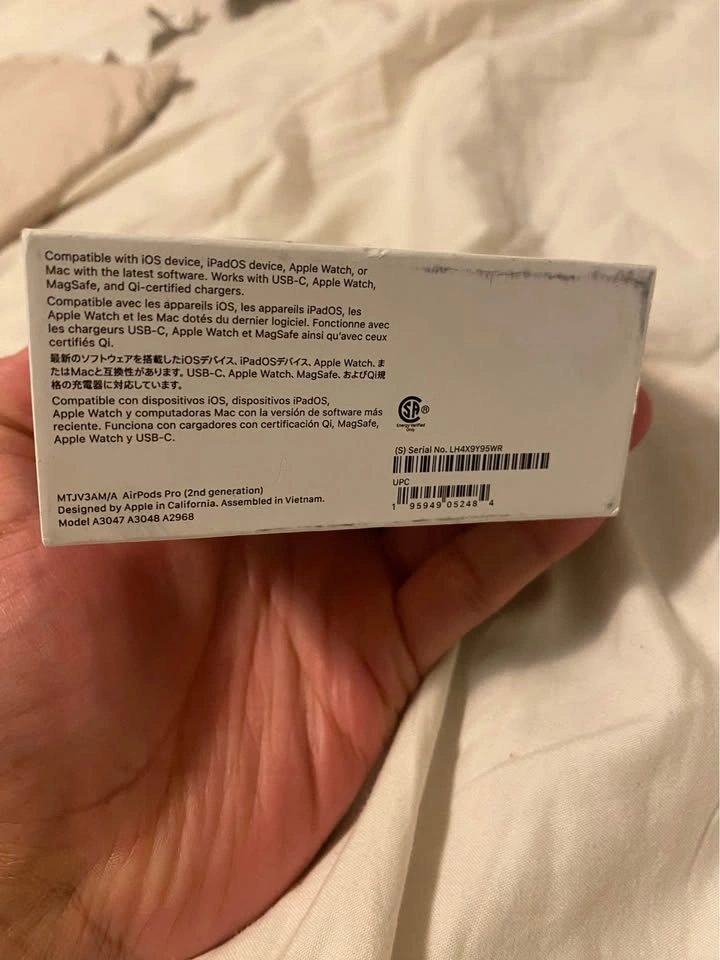 Compatible with iOS device, iPadOS device, Apple Watch, or
Mac with the latest software. Works with USB-C, Apple Watch,
MagSafe, and Qi-certified chargers.
Compatible avec les appareils iOS, les appareils iPadOS, les
Apple Watch et les Mac dotés du dernier logiciel. Fonctionne avec
les chargeurs USB-C, Apple Watch et MagSafe ainsi qu'avec ceux
certifiés Qi.
最新のソフトウェアを搭載したiOSデバイス、iPadOSデバイス、Apple Watch、ま
たはMacと互換性があります。USB-C、Apple Watch、MagSafe、およびQi規
格の充電器に対応しています。
Compatible con dispositivos iOS, dispositivos iPadOS,
Apple Watch y computadoras Mac con la versión de software más
reciente. Funciona con cargadores con certificación Qi, MagSafe,
Apple Watch y USB-C.
MTJV3AM/A AirPods Pro (2nd generation)
Designed by Apple in California. Assembled in Vietnam.
Model A3047 A3048 A2968
SA®
Energy Verified
Only
(S) Serial No. LH4X9Y95WR
UPC
1 95949 05248 4